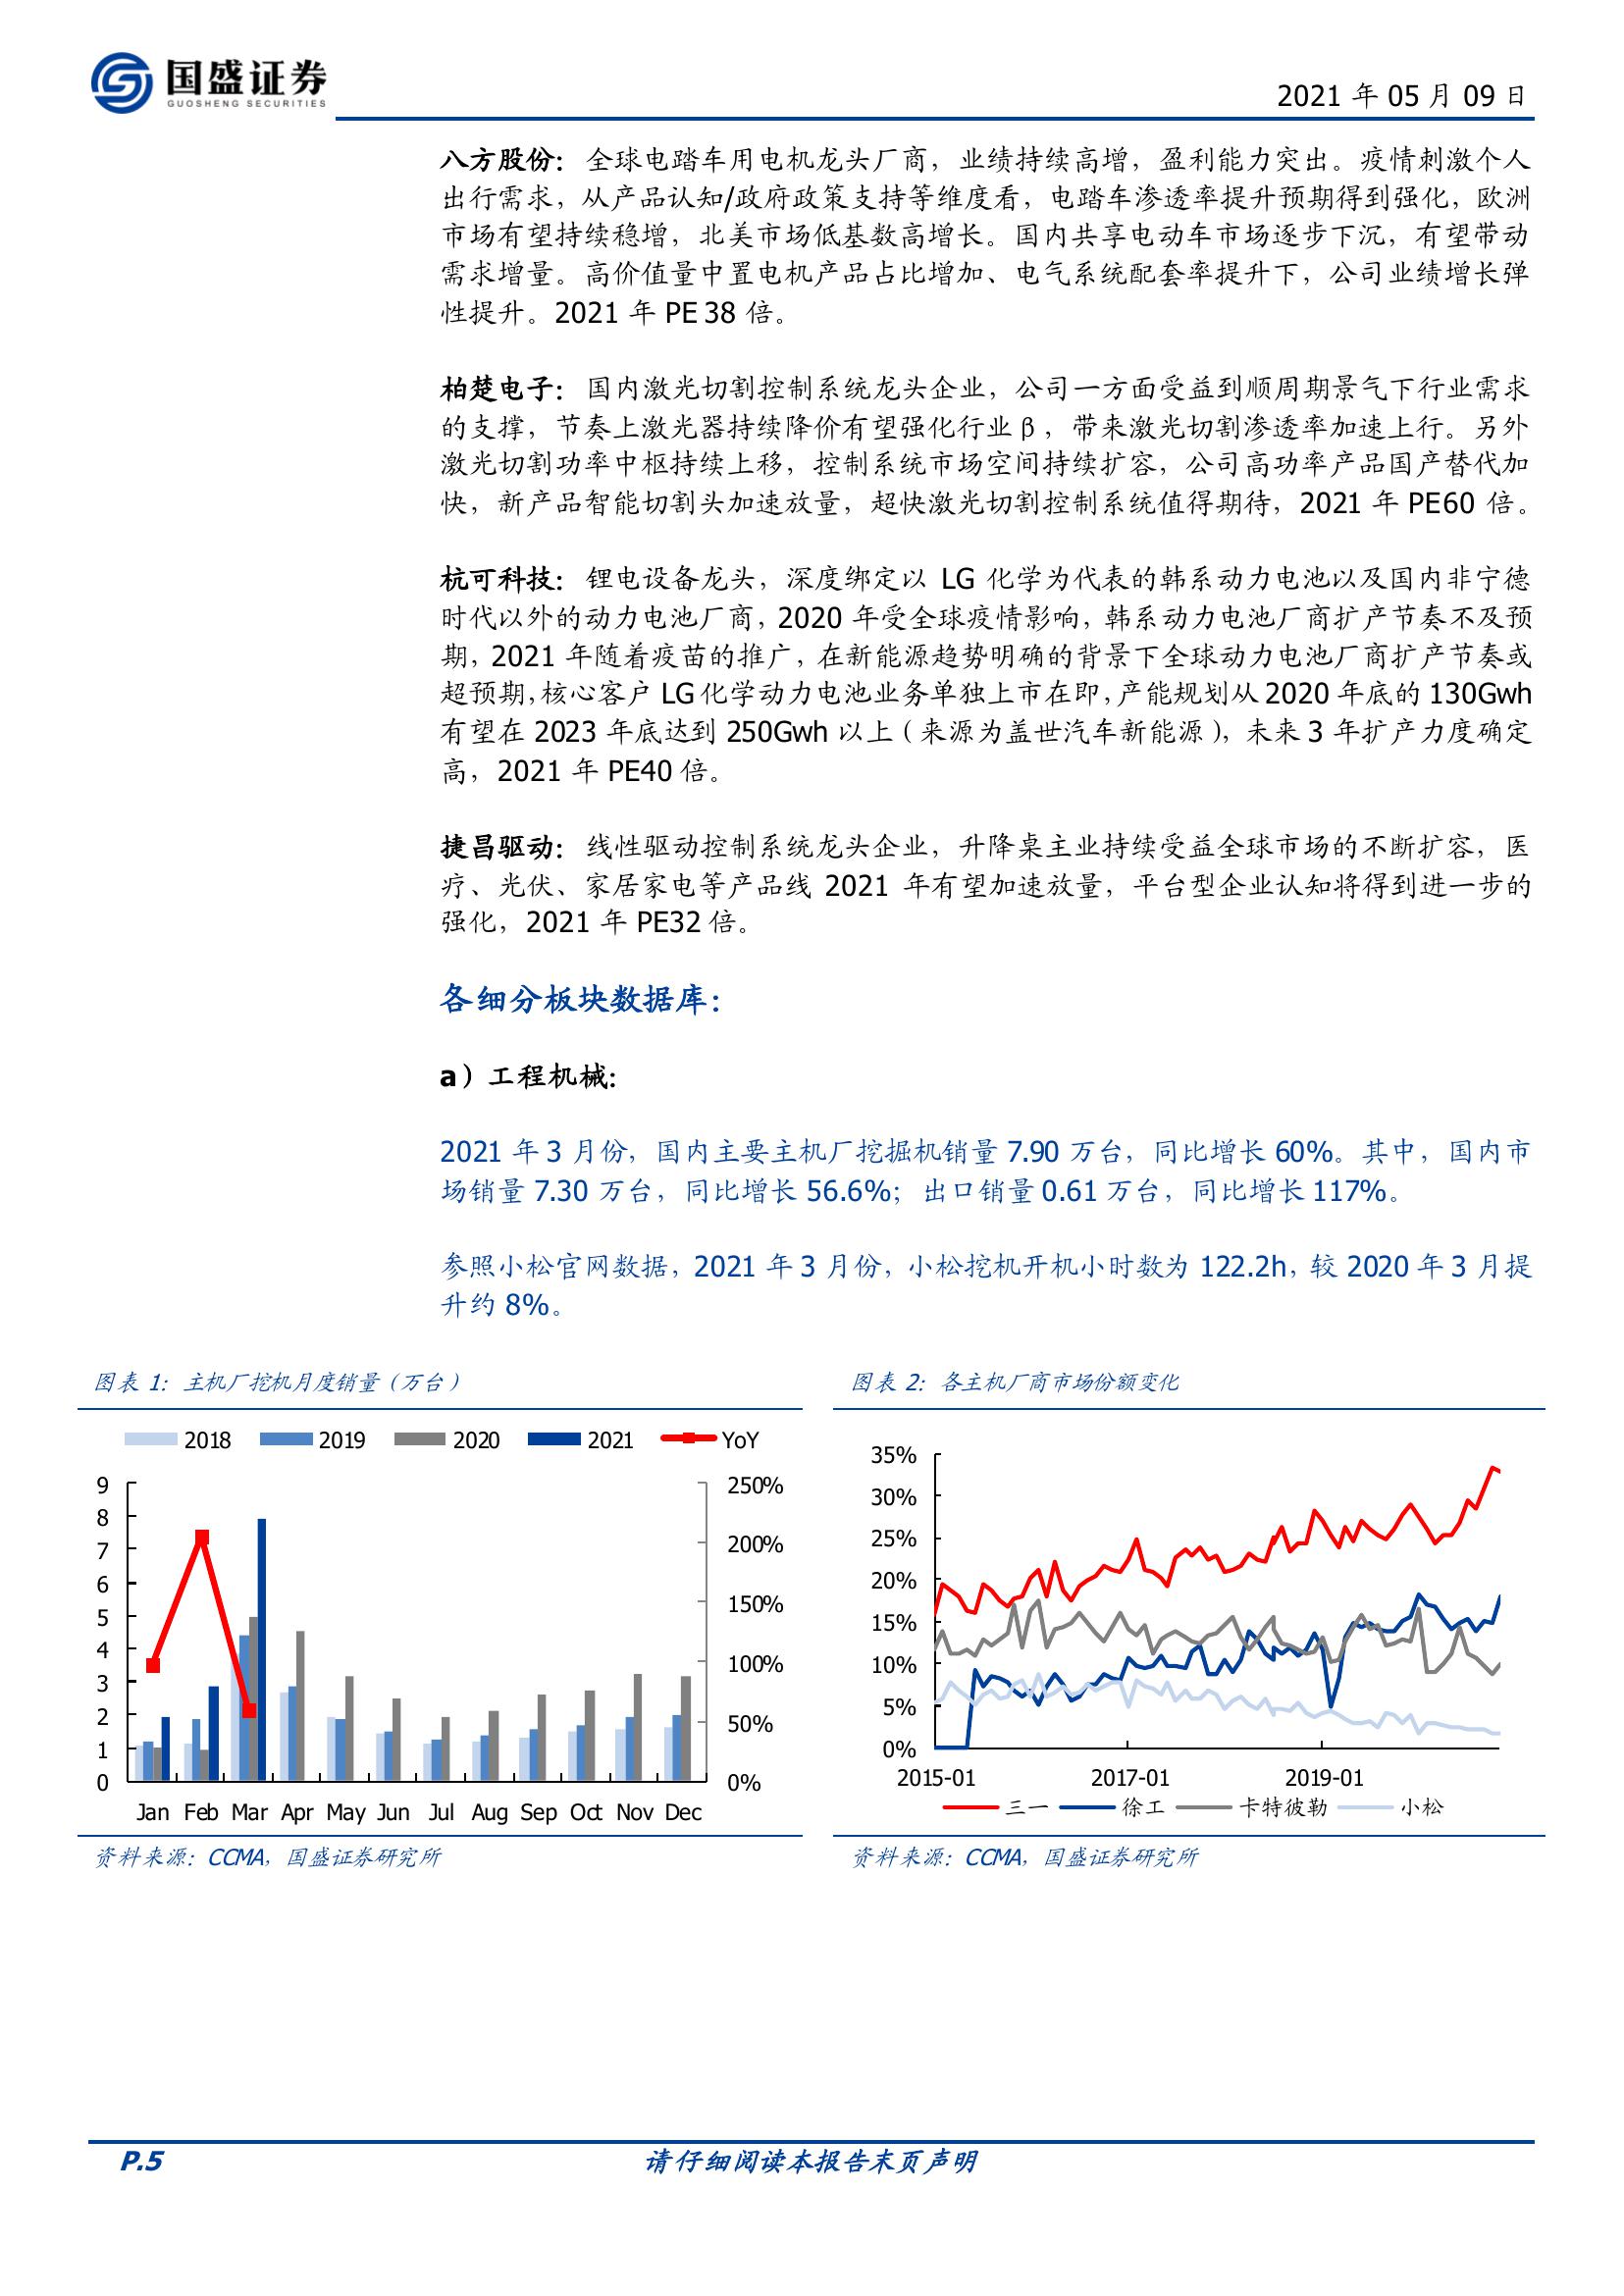 国盛证券
GUOSHENG SECURITIES
2021 年 05 月 09 日
八方股份：全球电踏车用电机龙头厂商，业绩持续高增，盈利能力突出。疫情刺激个人
出行需求，从产品认知/政府政策支持等维度看，电踏车渗透率提升预期得到强化，欧洲
市场有望持续稳增，北美市场低基数高增长。国内共享电动车市场逐步下沉，有望带动
需求增量。高价值量中置电机产品占比增加、电气系统配套率提升下，公司业绩增长弹
性提升。2021 年 PE 38 倍。
柏楚电子：国内激光切割控制系统龙头企业，公司一方面受益到顺周期景气下行业需求
的支撑，节奏上激光器持续降价有望强化行业β，带来激光切割渗透率加速上行。另外
激光切割功率中枢持续上移，控制系统市场空间持续扩容，公司高功率产品国产替代加
快，新产品智能切割头加速放量，超快激光切割控制系统值得期待，2021 年 PE60 倍。
杭可科技：锂电设备龙头，深度绑定以 LG 化学为代表的韩系动力电池以及国内非宁德
时代以外的动力电池厂商，2020 年受全球疫情影响，韩系动力电池厂商扩产节奏不及预
期，2021 年随着疫苗的推广，在新能源趋势明确的背景下全球动力电池厂商扩产节奏或
超预期，核心客户 LG 化学动力电池业务单独上市在即，产能规划从 2020 年底的 130Gwh
有望在 2023 年底达到 250Gwh 以上（来源为盖世汽车新能源），未来 3 年扩产力度确定
高，2021 年 PE40 倍。
捷昌驱动：线性驱动控制系统龙头企业，升降桌主业持续受益全球市场的不断扩容，医
疗、光伏、家居家电等产品线 2021 年有望加速放量，平台型企业认知将得到进一步的
强化，2021 年 PE32 倍。
各细分板块数据库：
a）工程机械：
2021 年 3 月份，国内主要主机厂挖掘机销量 7.90 万台，同比增长 60%。其中，国内市
场销量 7.30 万台，同比增长 56.6%；出口销量 0.61 万台，同比增长 117%。
参照小松官网数据，2021 年 3 月份，小松挖机开机小时数为 122.2h，较 2020 年 3 月提
升约 8%。
图表 1：主机厂挖机月度销量（万台）
2018 2019 2020 2021 YoY
9 250%
8
7 200%
6
5 150%
4
3 100%
2
1 50%
0 0%
Jan Feb Mar Apr May Jun Jul Aug Sep Oct Nov Dec
资料来源：CCMA，国盛证券研究所
图表 2：各主机厂商市场份额变化
35%
30%
25%
20%
15%
10%
5%
0%
2015-01 2017-01 2019-01
三一 徐工 卡特彼勒 小松
资料来源：CCMA，国盛证券研究所
P.5 请仔细阅读本报告末页声明